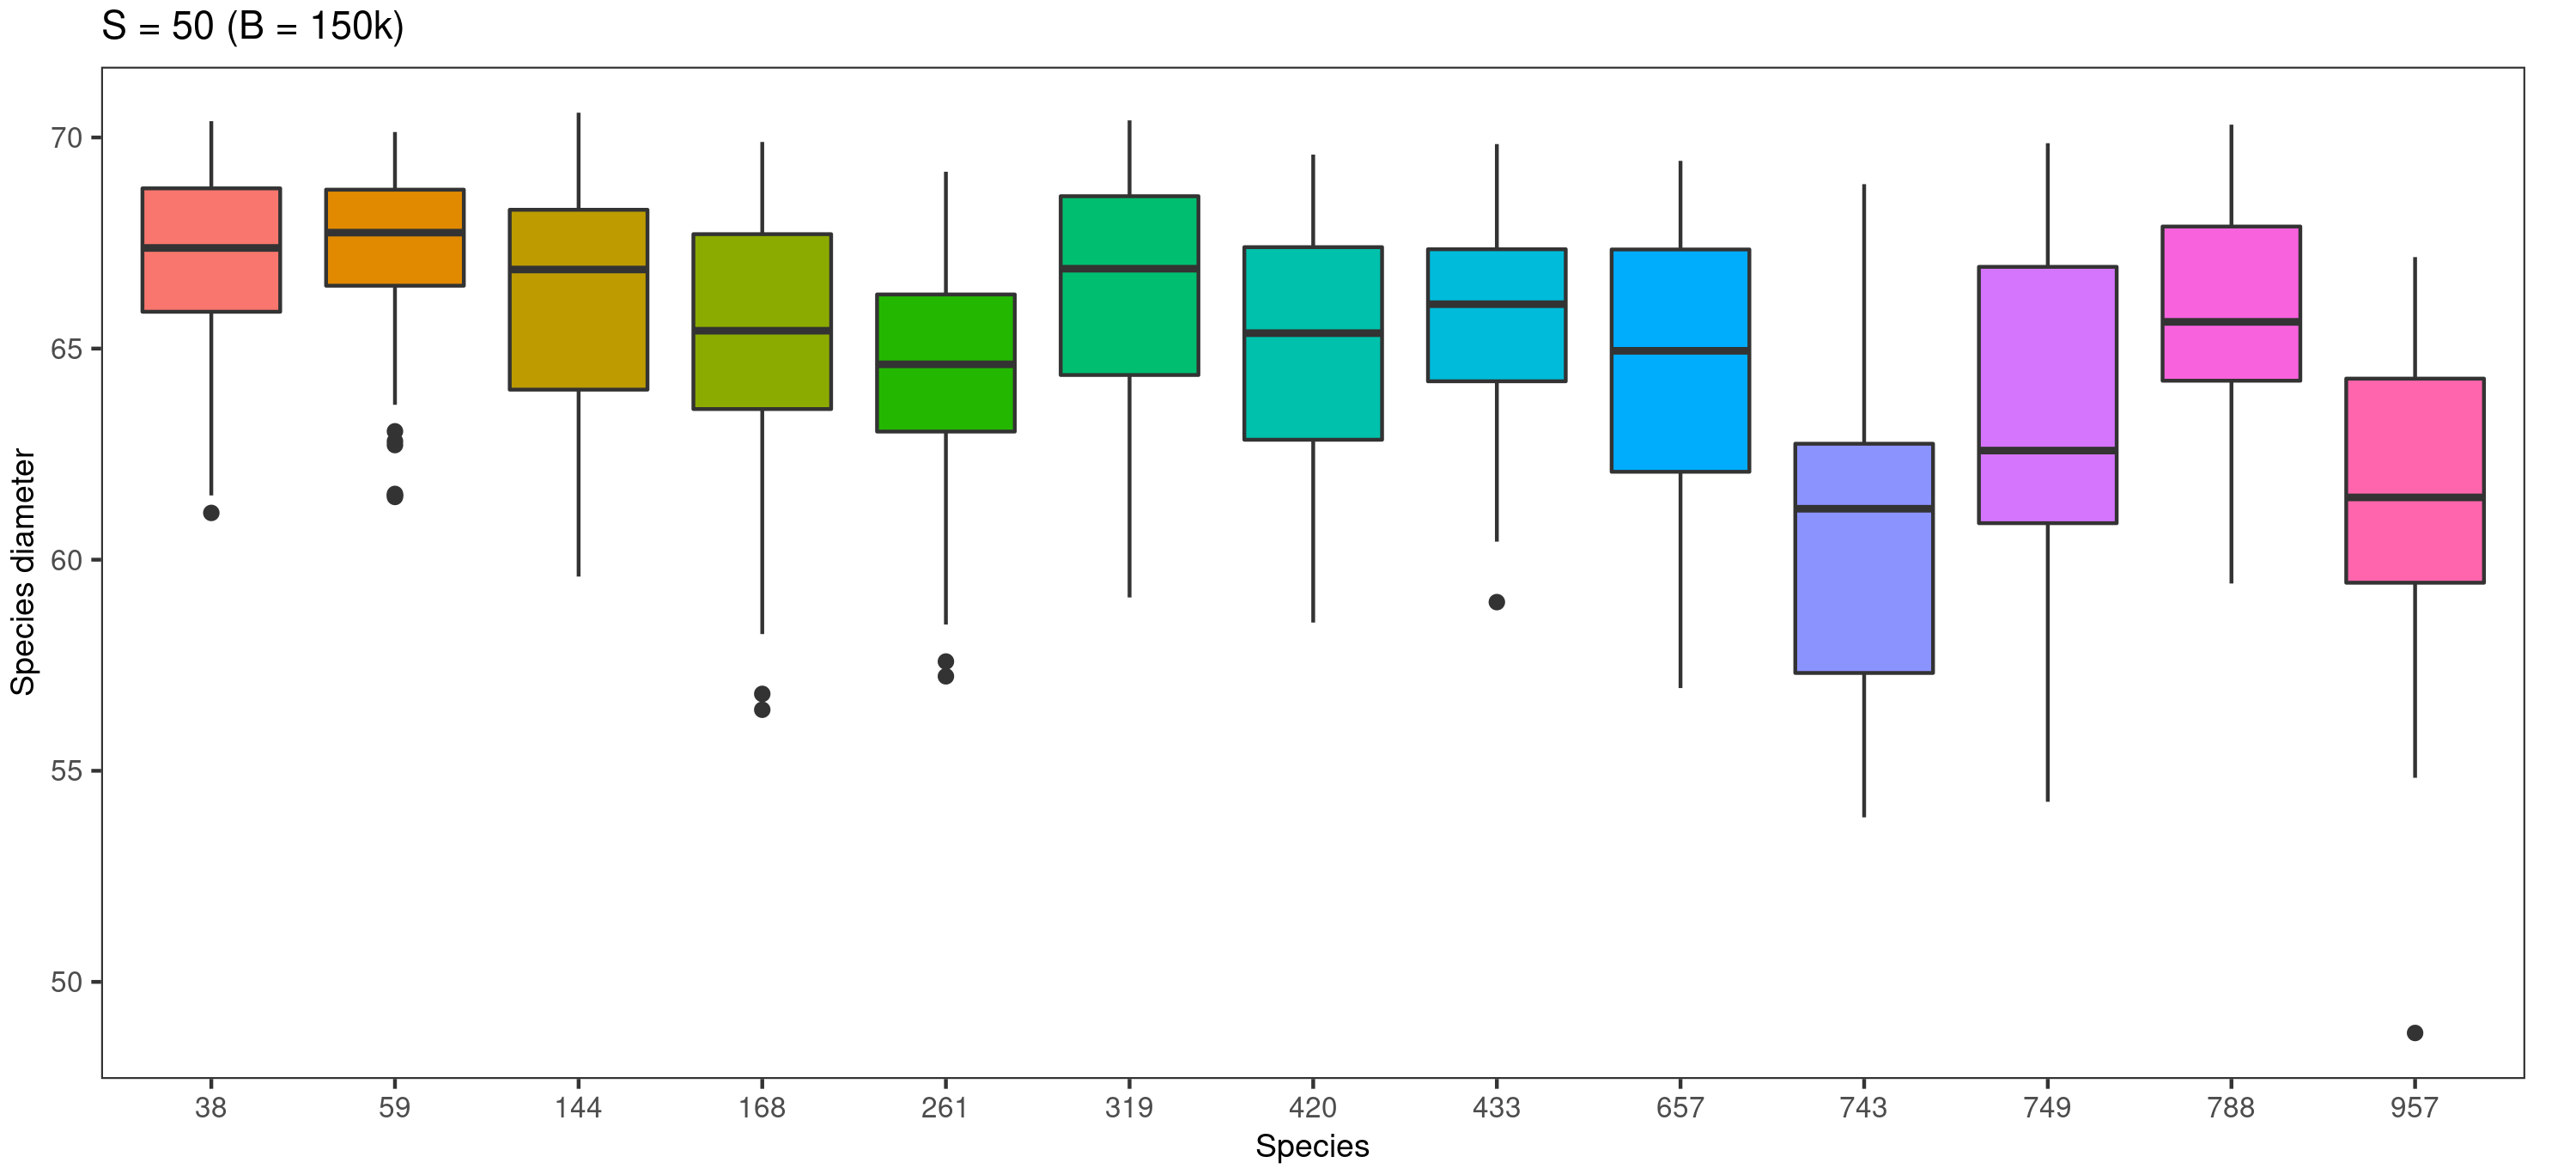 S = 50 (B = 150k)
70
65
60
55
50
Species diameter
38 59 144 168 261 319 420 433 657 743 749 788 957
Species